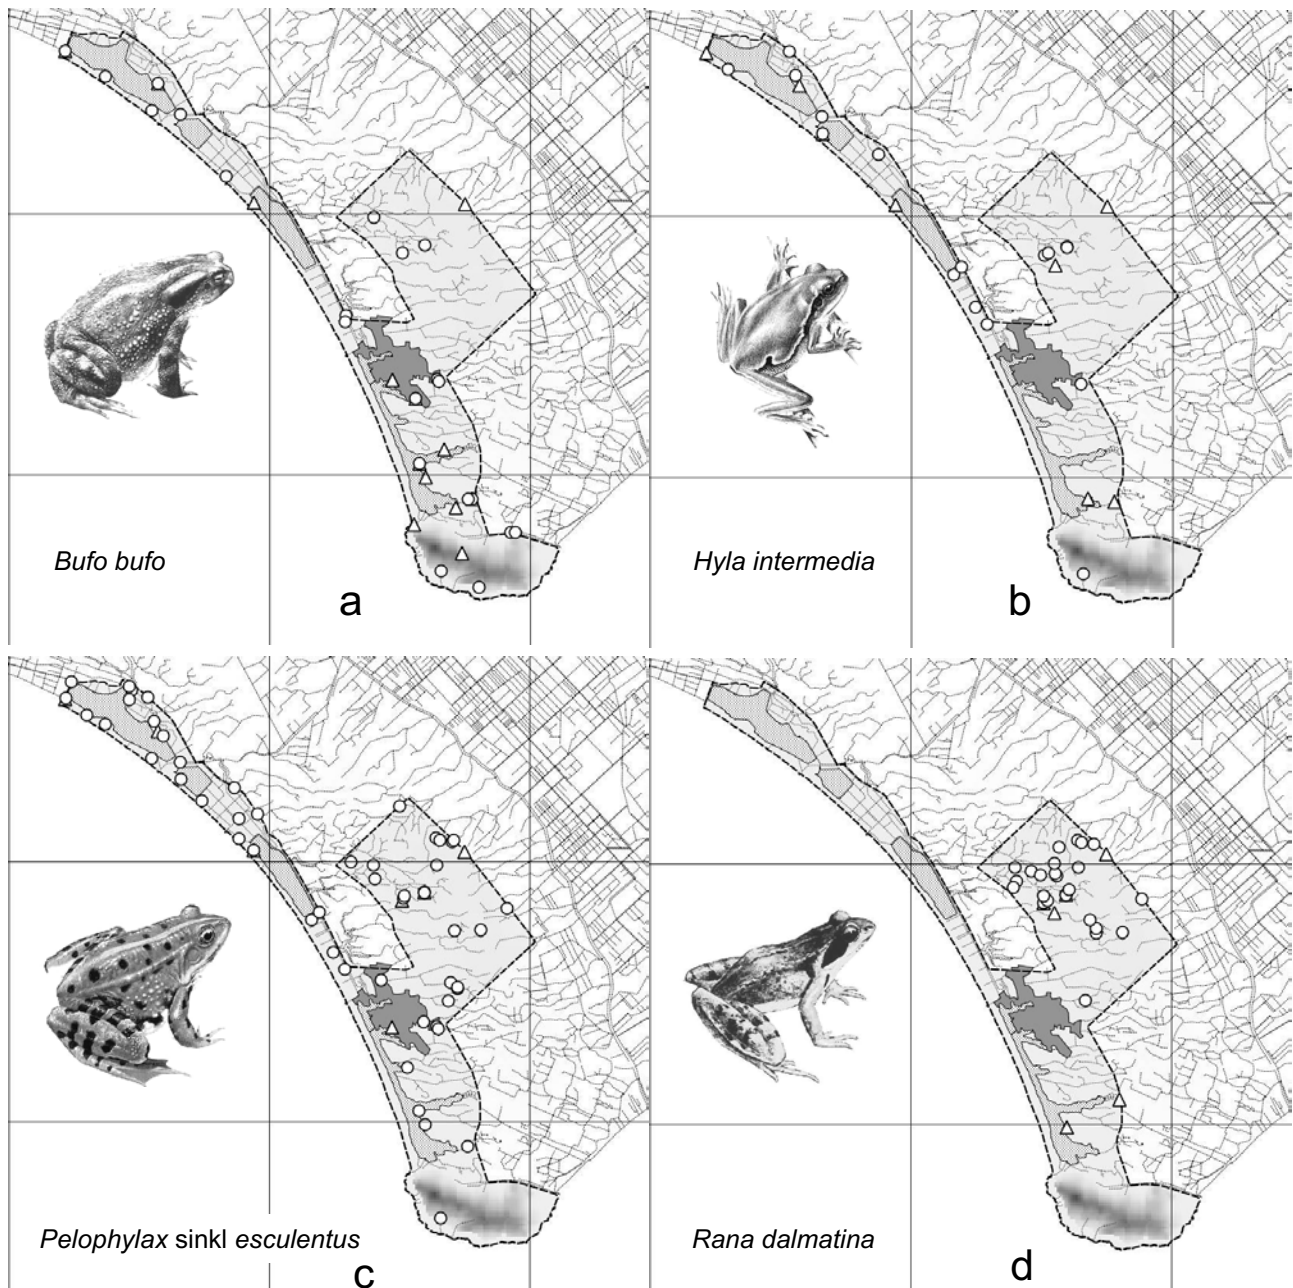 Bufo bufo
a
Hyla intermedia
b
Pelophylax sinkl esculentus
c
Rana dalmatina
d